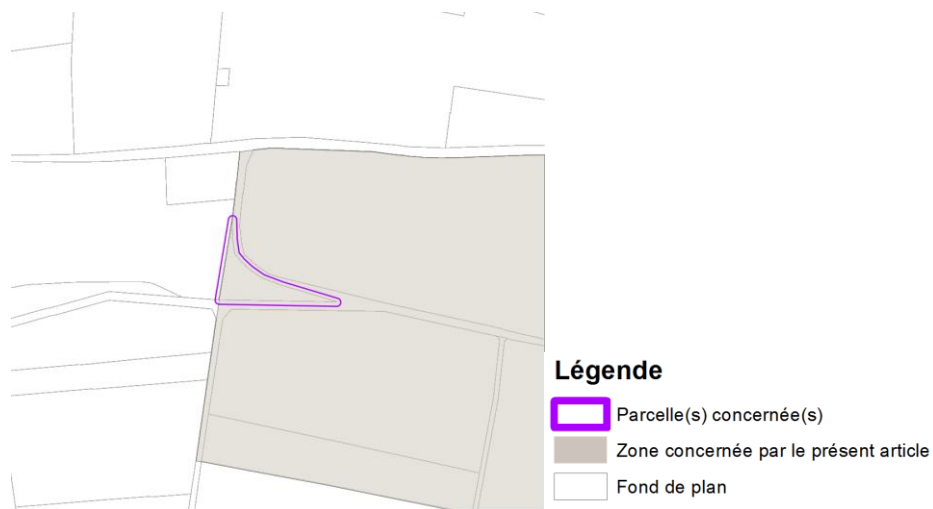 Légende
Parcelle(s) concernée(s)
Zone concernée par le présent article
Fond de plan